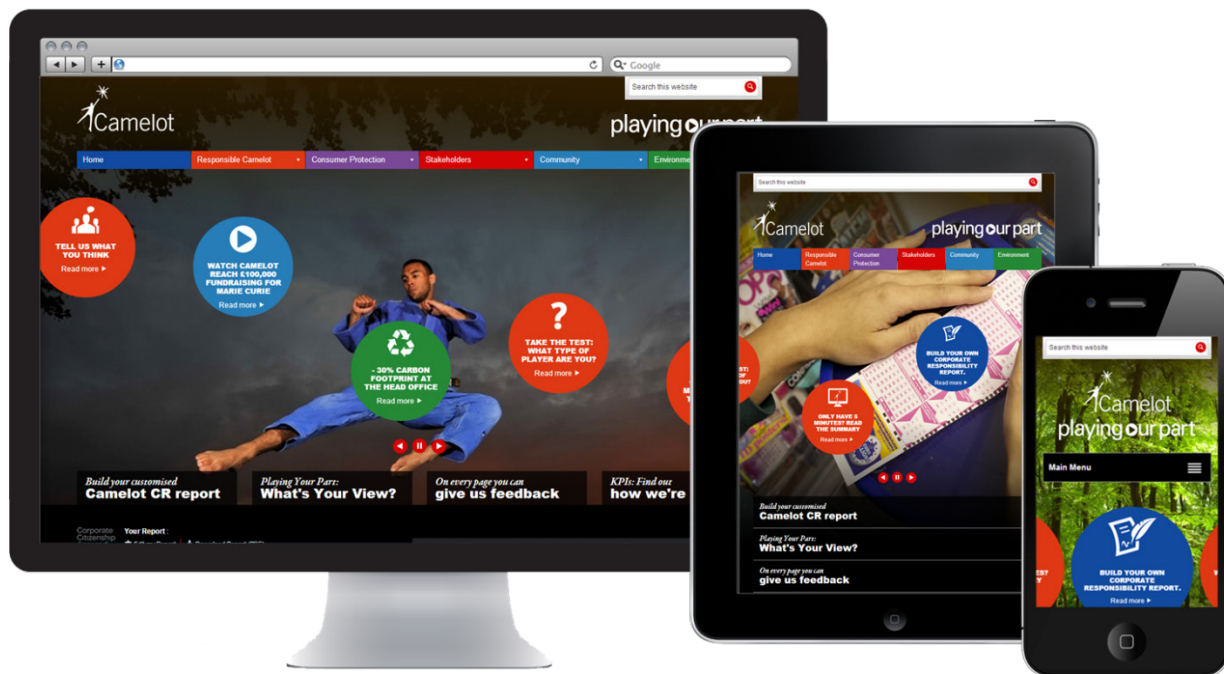 Google
Search this website
Camelot
playing our part
Home
Responsible Camelot
Consumer Protection
Stakeholders
Community
TELL US WHAT
YOU THINK
Read more
WATCH CAMELOT
REACH £100,000
FUNDRAISING FOR
MARIE CURIE
Read more
- 30% CARBON
FOOTPRINT AT
THE HEAD OFFICE
Read more
?
TAKE THE TEST:
WHAT TYPE OF
PLAYER ARE YOU?
Read more
Build your customised
Camelot CR report
Playing Your Part:
What's Your View?
On every page you can
give us feedback
KPIs: Find out
how we're
Corporate
Citizenship
Your Report :
Search this website
Camelot
playing our part
Home
Responsible
Camelot
Consumer
Protection
Stakeholders
Community
Environment
BUILD YOUR OWN
CORPORATE
RESPONSIBILITY
REPORT.
Read more
ONLY HAVE 5
MINUTES? READ
THE SUMMARY
Read more
Build your customised
Camelot CR report
Playing Your Part:
What's Your View?
On every page you can
give us feedback
Search this website
Camelot
playing our part
Main Menu
BUILD YOUR OWN
CORPORATE
RESPONSIBILITY REPORT.
Read more